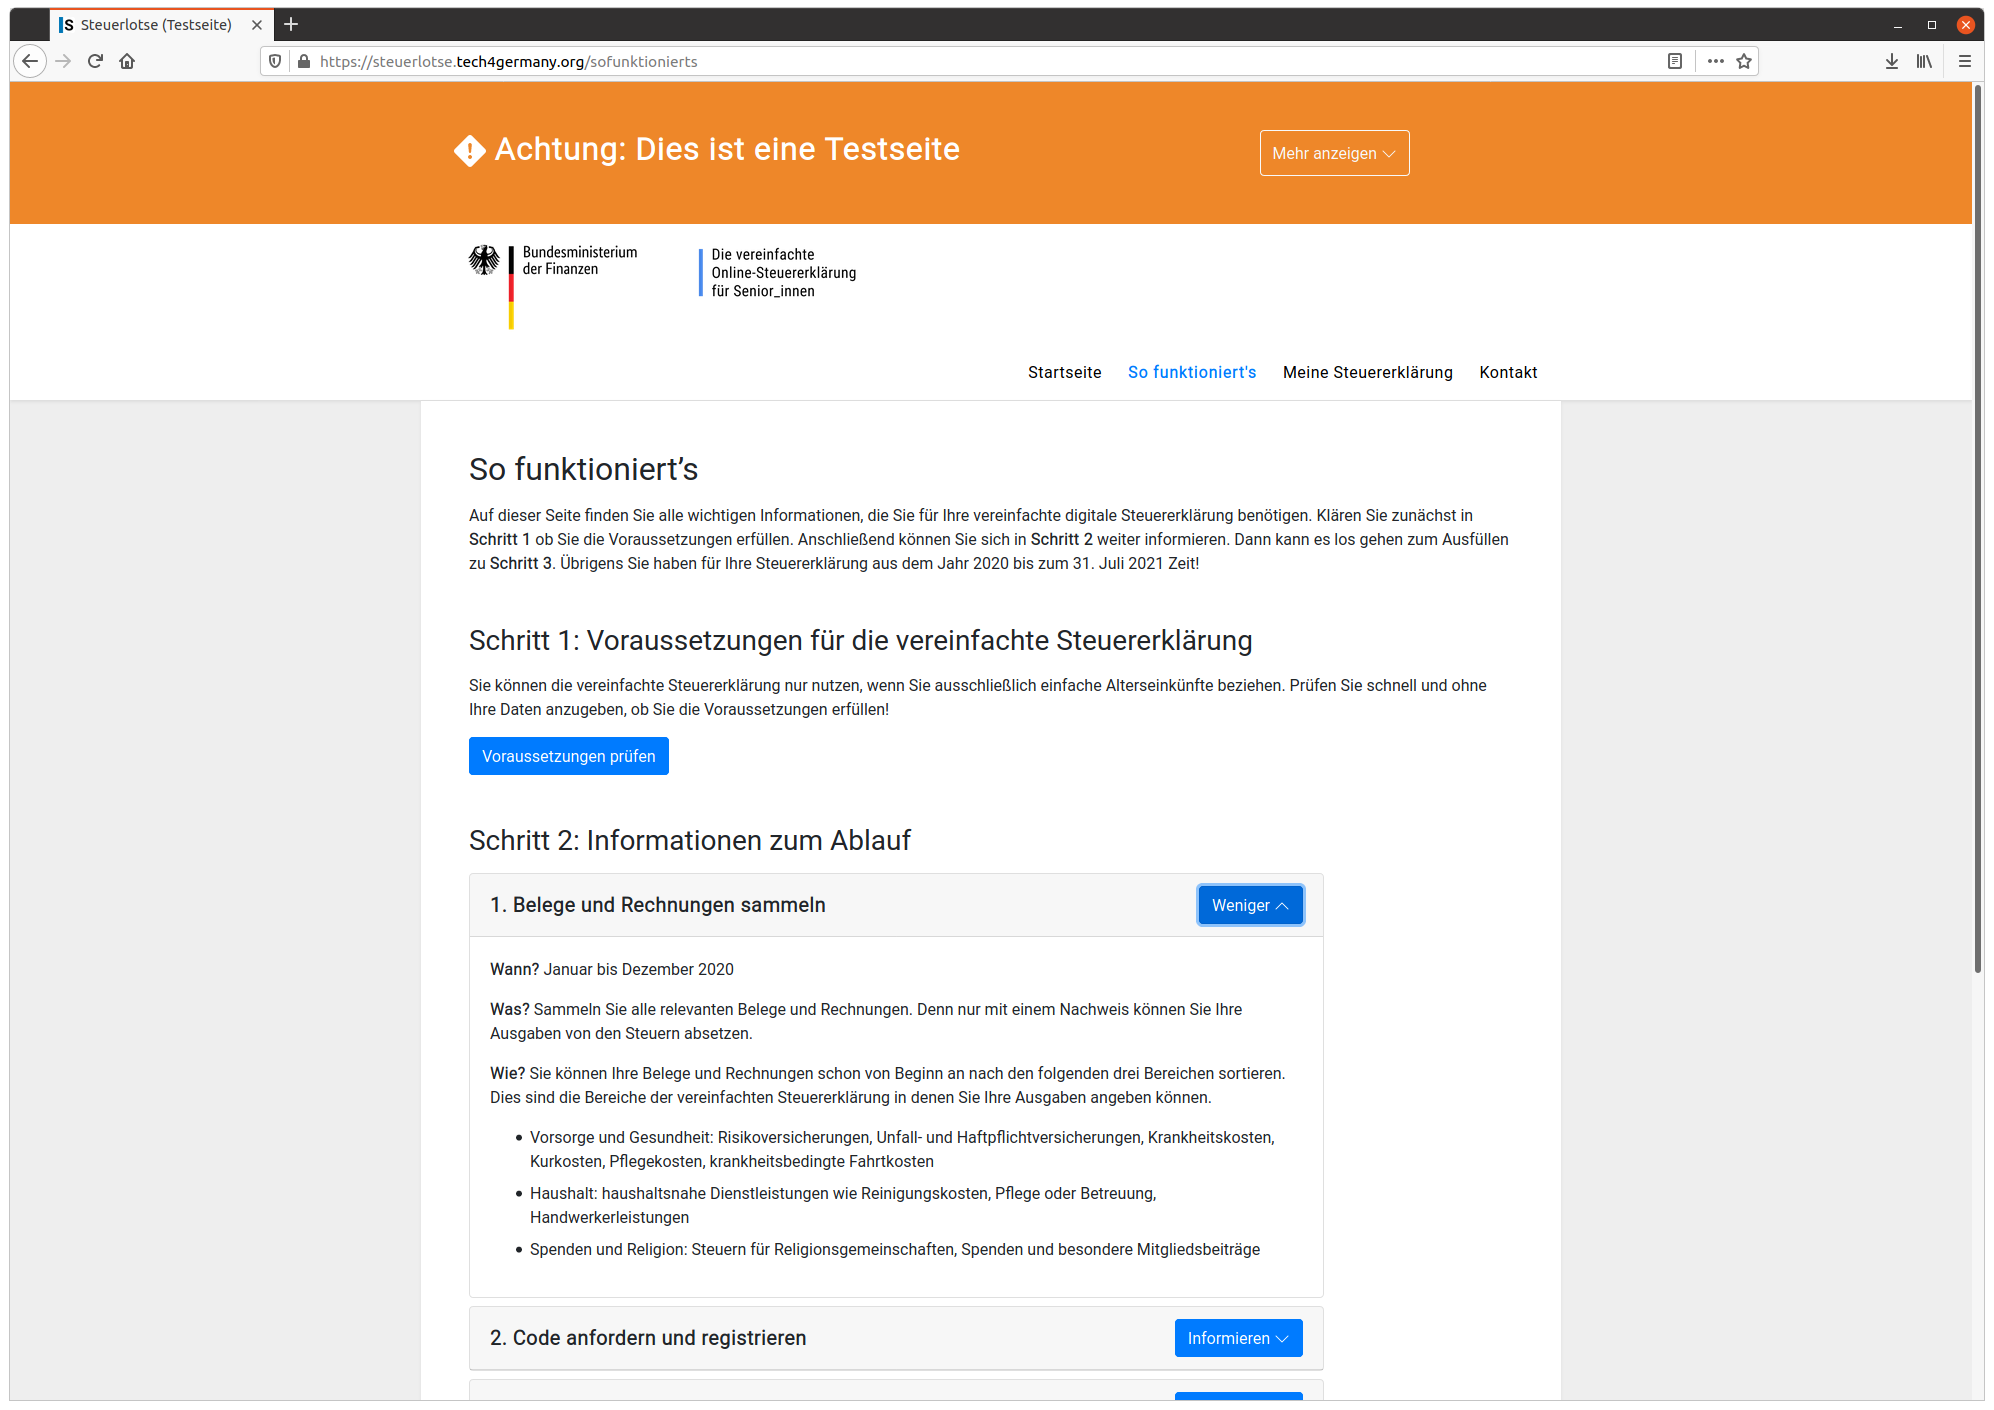 S Steuerlotse (Testseite)
https://steuerlotse.tech4germany.org/sofunktionierts
Achtung: Dies ist eine Testseite
Mehr anzeigen
Bundesministerium
der Finanzen
Die vereinfachte
Online-Steuererklärung
für Senior_innen
Startseite So funktioniert's Meine Steuererklärung Kontakt
So funktioniert’s
Auf dieser Seite finden Sie alle wichtigen Informationen, die Sie für Ihre vereinfachte digitale Steuererklärung benötigen. Klären Sie zunächst in
Schritt 1 ob Sie die Voraussetzungen erfüllen. Anschließend können Sie sich in Schritt 2 weiter informieren. Dann kann es los gehen zum Ausfüllen
zu Schritt 3. Übrigens Sie haben für Ihre Steuererklärung aus dem Jahr 2020 bis zum 31. Juli 2021 Zeit!
Schritt 1: Voraussetzungen für die vereinfachte Steuererklärung
Sie können die vereinfachte Steuererklärung nur nutzen, wenn Sie ausschließlich einfache Alterseinkünfte beziehen. Prüfen Sie schnell und ohne
Ihre Daten anzugeben, ob Sie die Voraussetzungen erfüllen!
Voraussetzungen prüfen
Schritt 2: Informationen zum Ablauf
1. Belege und Rechnungen sammeln
Weniger
Wann? Januar bis Dezember 2020
Was? Sammeln Sie alle relevanten Belege und Rechnungen. Denn nur mit einem Nachweis können Sie Ihre
Ausgaben von den Steuern absetzen.
Wie? Sie können Ihre Belege und Rechnungen schon von Beginn an nach den folgenden drei Bereichen sortieren.
Dies sind die Bereiche der vereinfachten Steuererklärung in denen Sie Ihre Ausgaben angeben können.
• Vorsorge und Gesundheit: Risikoversicherungen, Unfall- und Haftpflichtversicherungen, Krankheitskosten,
Kurkosten, Pflegekosten, krankheitsbedingte Fahrtkosten
• Haushalt: haushaltsnahe Dienstleistungen wie Reinigungskosten, Pflege oder Betreuung,
Handwerkerleistungen
• Spenden und Religion: Steuern für Religionsgemeinschaften, Spenden und besondere Mitgliedsbeiträge
2. Code anfordern und registrieren
Informieren